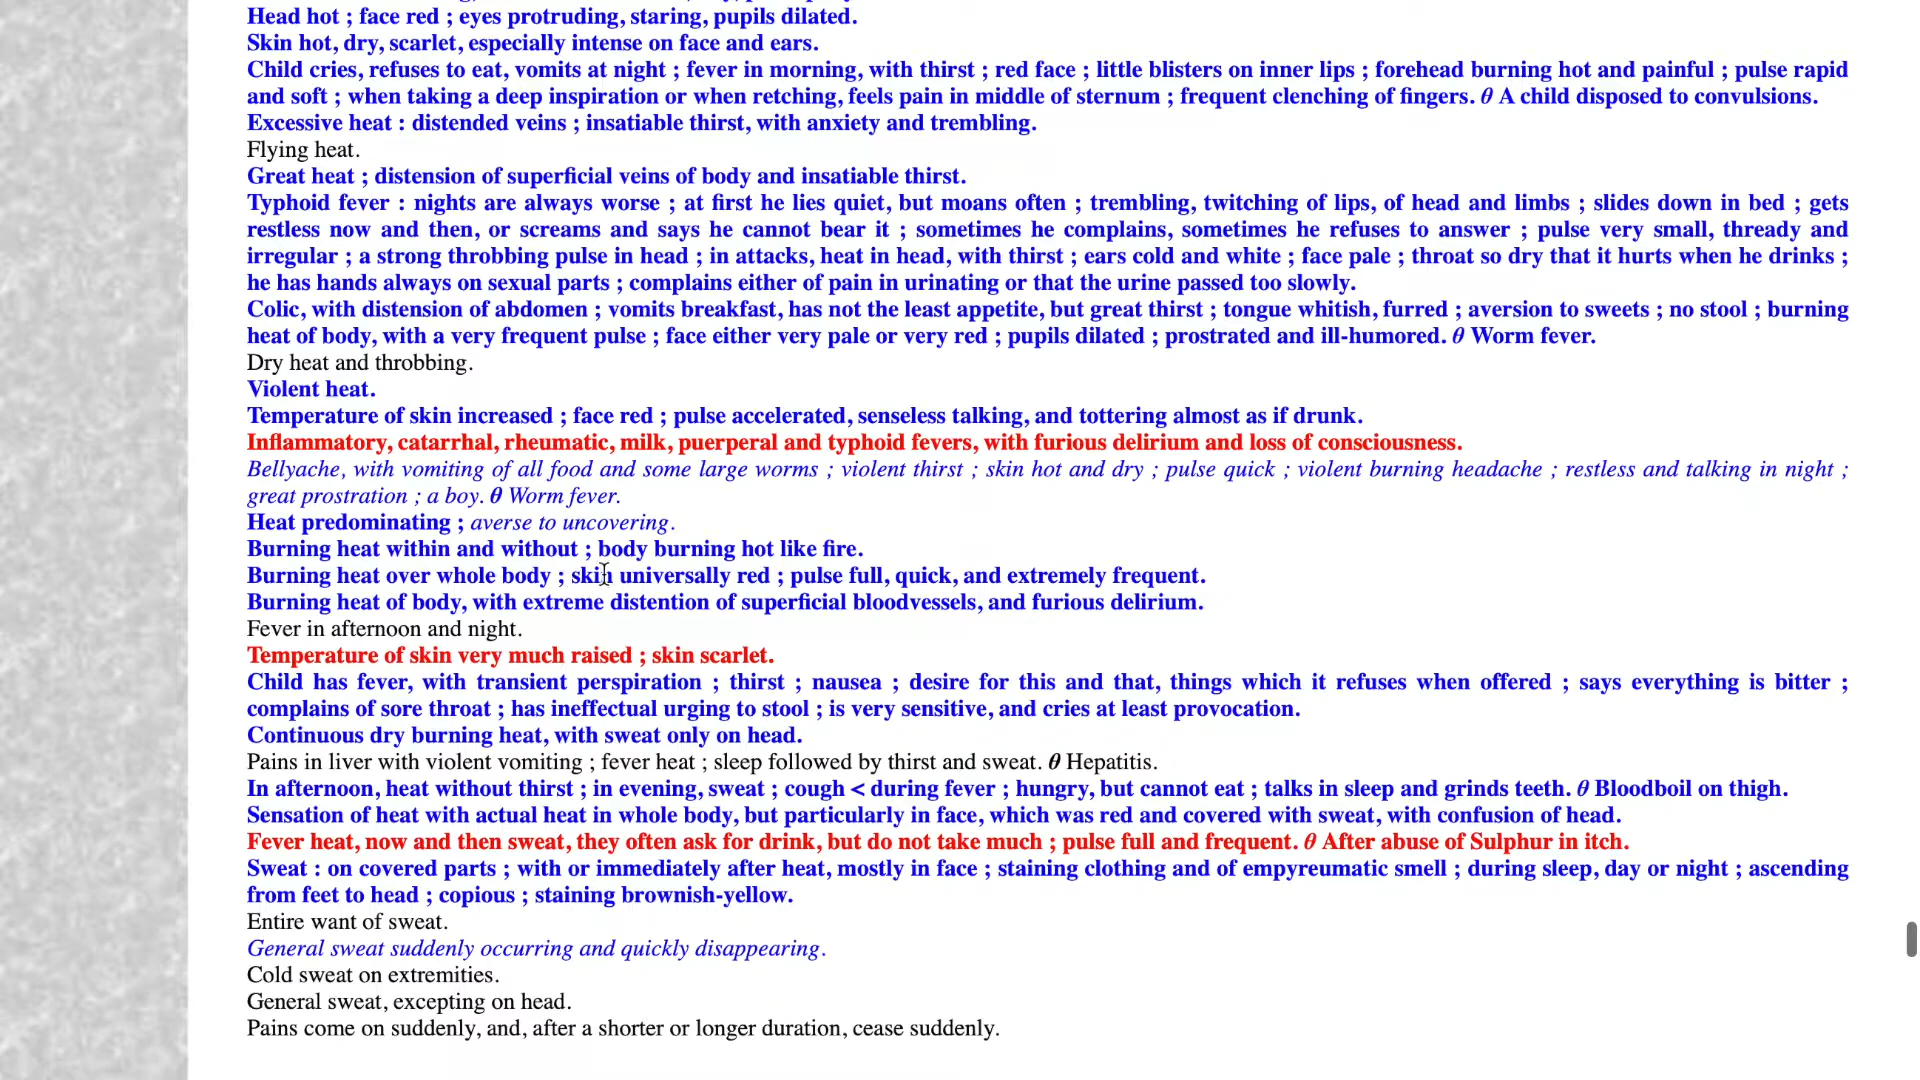 Head hot ; face red ; eyes protruding, staring, pupils dilated.
Skin hot, dry, scarlet, especially intense on face and ears.
Child cries, refuses to eat, vomits at night ; fever in morning, with thirst ; red face ; little blisters on inner lips ; forehead burning hot and painful ; pulse rapid
and soft ; when taking a deep inspiration or when retching, feels pain in middle of sternum ; frequent clenching of fingers. θ A child disposed to convulsions.
Excessive heat : distended veins ; insatiable thirst, with anxiety and trembling.
Flying heat.
Great heat ; distension of superficial veins of body and insatiable thirst.
Typhoid fever : nights are always worse ; at first he lies quiet, but moans often ; trembling, twitching of lips, of head and limbs ; slides down in bed ; gets
restless now and then, or screams and says he cannot bear it ; sometimes he complains, sometimes he refuses to answer ; pulse very small, thready and
irregular ; a strong throbbing pulse in head ; in attacks, heat in head, with thirst ; ears cold and white ; face pale ; throat so dry that it hurts when he drinks ;
he has hands always on sexual parts ; complains either of pain in urinating or that the urine passed too slowly.
Colic, with distension of abdomen ; vomits breakfast, has not the least appetite, but great thirst ; tongue whitish, furred ; aversion to sweets ; no stool ; burning
heat of body, with a very frequent pulse ; face either very pale or very red ; pupils dilated ; prostrated and ill-humored. θ Worm fever.
Dry heat and throbbing.
Violent heat.
Temperature of skin increased ; face red ; pulse accelerated, senseless talking, and tottering almost as if drunk.
Inflammatory, catarrhal, rheumatic, milk, puerperal and typhoid fevers, with furious delirium and loss of consciousness.
Bellyache, with vomiting of all food and some large worms ; violent thirst ; skin hot and dry ; pulse quick ; violent burning headache ; restless and talking in night ;
great prostration ; a boy. θ Worm fever.
Heat predominating ; averse to uncovering.
Burning heat within and without ; body burning hot like fire.
Burning heat over whole body ; skin universally red ; pulse full, quick, and extremely frequent.
Burning heat of body, with extreme distention of superficial bloodvessels, and furious delirium.
Fever in afternoon and night.
Temperature of skin very much raised ; skin scarlet.
Child has fever, with transient perspiration ; thirst ; nausea ; desire for this and that, things which it refuses when offered ; says everything is bitter ;
complains of sore throat ; has ineffectual urging to stool ; is very sensitive, and cries at least provocation.
Continuous dry burning heat, with sweat only on head.
Pains in liver with violent vomiting ; fever heat ; sleep followed by thirst and sweat. θ Hepatitis.
In afternoon, heat without thirst ; in evening, sweat ; cough < during fever ; hungry, but cannot eat ; talks in sleep and grinds teeth. θ Bloodboil on thigh.
Sensation of heat with actual heat in whole body, but particularly in face, which was red and covered with sweat, with confusion of head.
Fever heat, now and then sweat, they often ask for drink, but do not take much ; pulse full and frequent. θ After abuse of Sulphur in itch.
Sweat : on covered parts ; with or immediately after heat, mostly in face ; staining clothing and of empyreumatic smell ; during sleep, day or night ; ascending
from feet to head ; copious ; staining brownish-yellow.
Entire want of sweat.
General sweat suddenly occurring and quickly disappearing.
Cold sweat on extremities.
General sweat, excepting on head.
Pains come on suddenly, and, after a shorter or longer duration, cease suddenly.